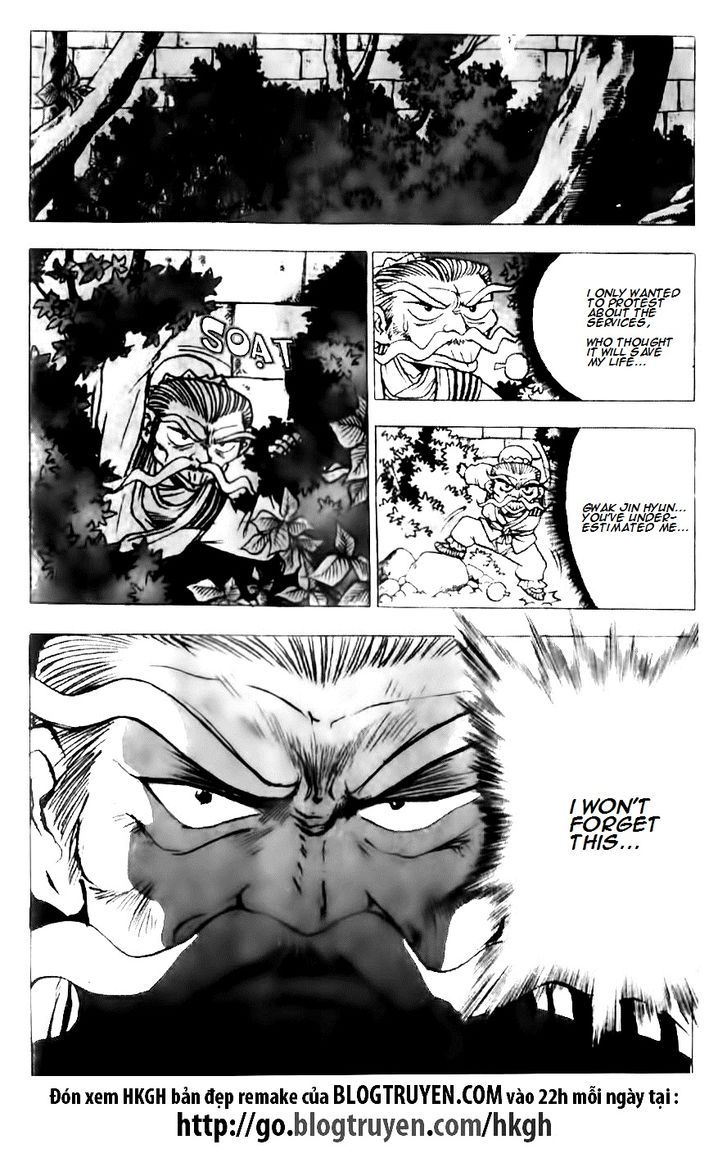 SOẠT
I ONLY WANTED
TO PROTEST
ABOUT THE
SERVICES,
WHO THOUGHT
IT WILL SAVE
MY LIFE...
GWAK JIN HYUN...
YOU'VE UNDER-
ESTIMATED ME...
I WON'T
FORGET
THIS...
Đón xem HKGH bản đẹp remake của BLOGTRUYEN.COM vào 22h mỗi ngày tại :
http://go.blogtruyen.com/hkgh